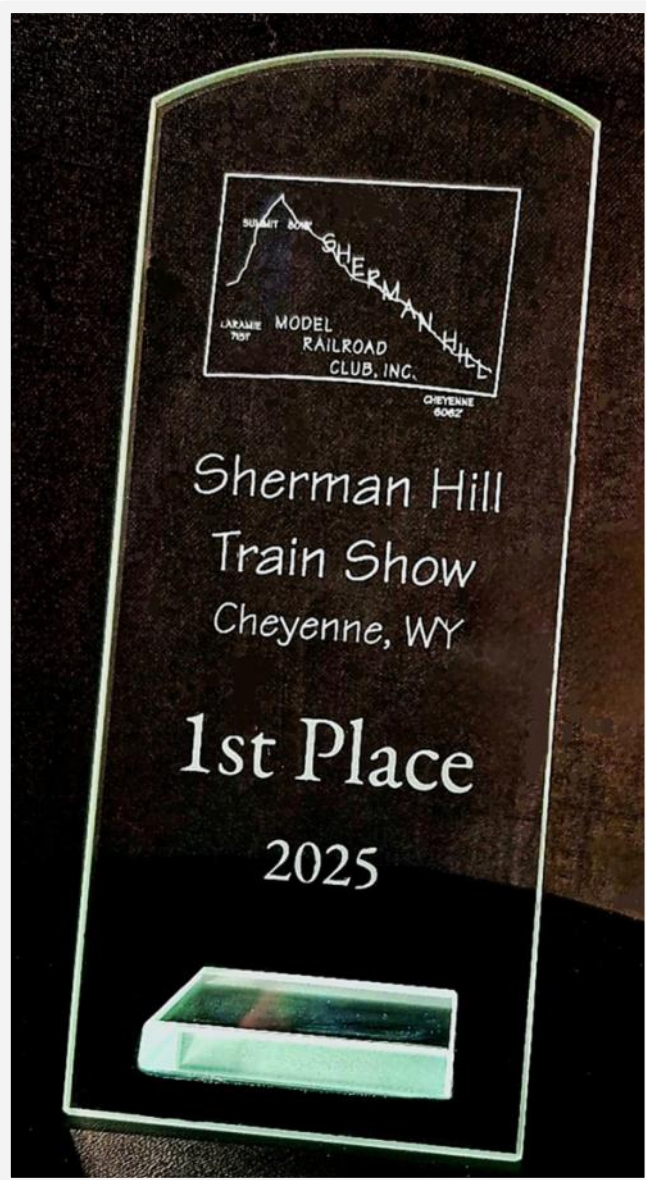 SUMMIT
SHERMAN HILL
LARAMIE
MODEL
RAILROAD
CLUB, INC.
CHEYENNE
6062'
Sherman Hill
Train Show
Cheyenne, WY
1st Place
2025